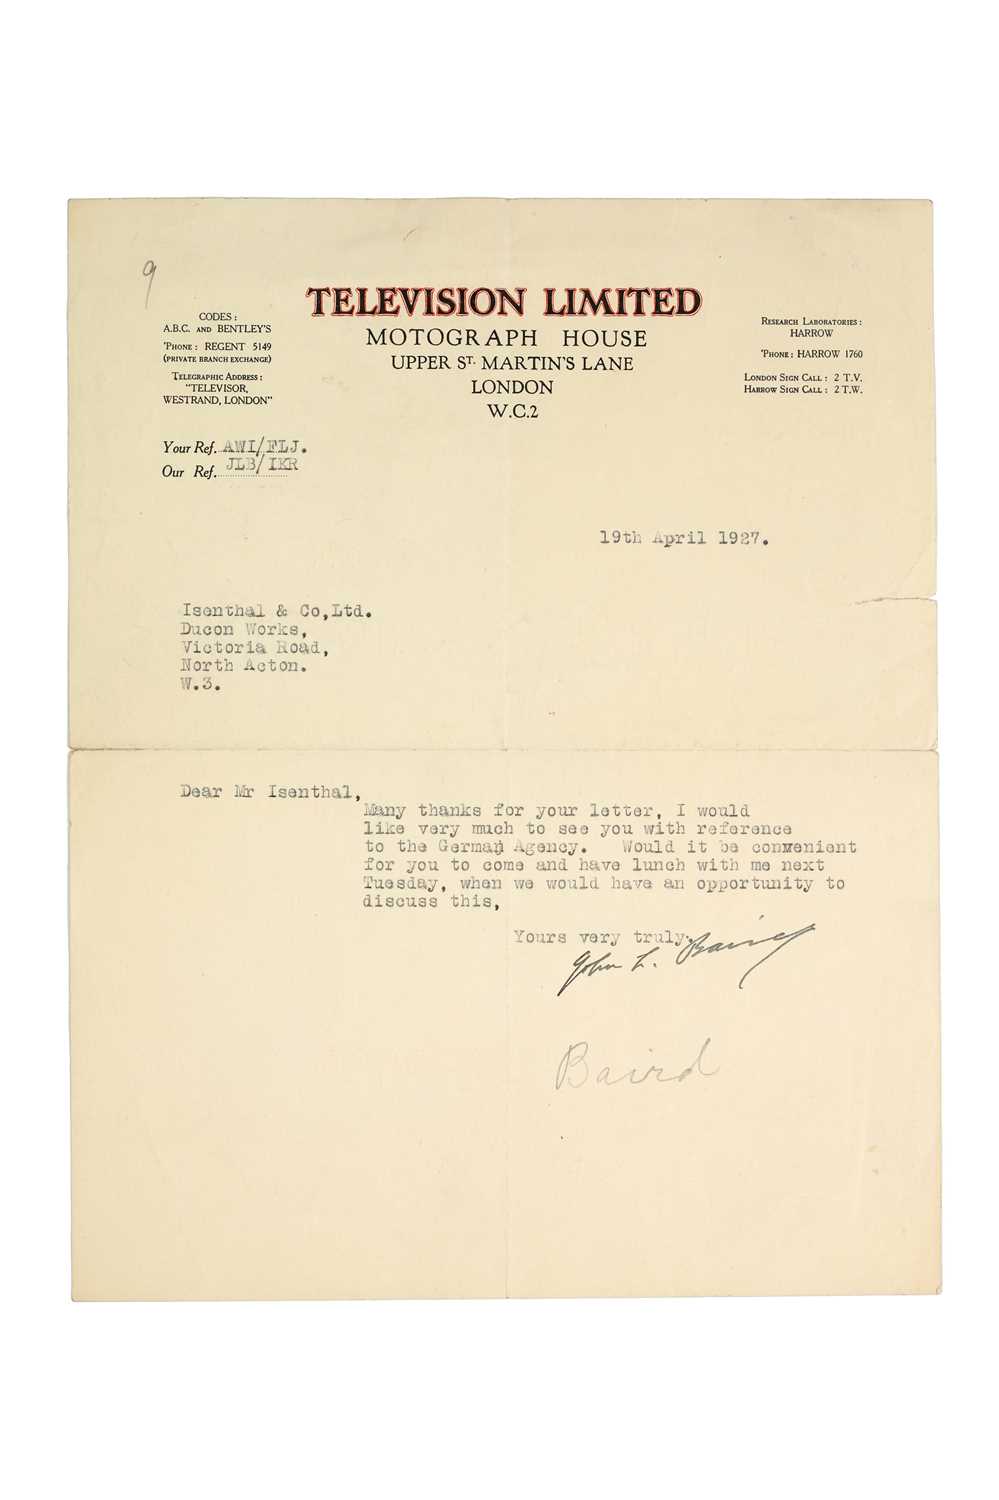 9
TELEVISION LIMITED
MOTOGRAPH HOUSE
UPPER ST. MARTIN'S LANE
LONDON
W.C.2
CODES:
A.B.C. AND BENTLEY'S
'PHONE: REGENT 5149
(PRIVATE BRANCH EXCHANGE)
TELEGRAPHIC ADDRESS:
"TELEVISOR,
WESTRAND, LONDON"
RESEARCH LABORATORIES:
HARROW
'PHONE: HARROW 1760
LONDON SIGN CALL: 2 T.V.
HARROW SIGN CALL: 2 T.W.
Your Ref. AWI/FLJ.
Our Ref. JLB/IKR
19th April 1927.
Isenthal & Co,Ltd.
Ducon Works,
Victoria Road,
North Acton.
W.3.
Dear Mr Isenthal,
Many thanks for your letter, I would
like very much to see you with reference
to the German Agency. Would it be convenient
for you to come and have lunch with me next
Tuesday, when we would have an opportunity to
discuss this,
Yours very truly,
John L. Baird
Baird